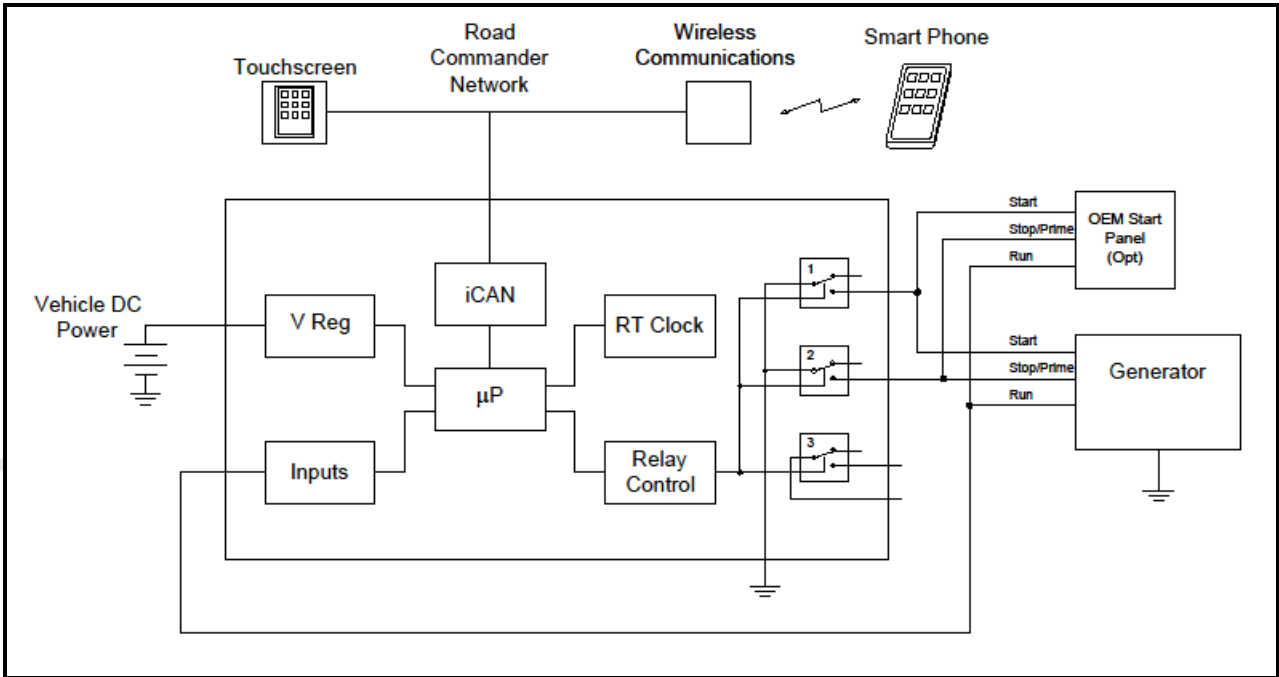 Road
Commander
Network
Wireless
Communications
Smart Phone
Touchscreen
Start
Stop/Prime
Run
OEM Start
Panel
(Opt)
iCAN
1
Vehicle DC
Power
V Reg
RT Clock
Start
Stop/Prime
Run
Generator
2
µP
3
Inputs
Relay
Control